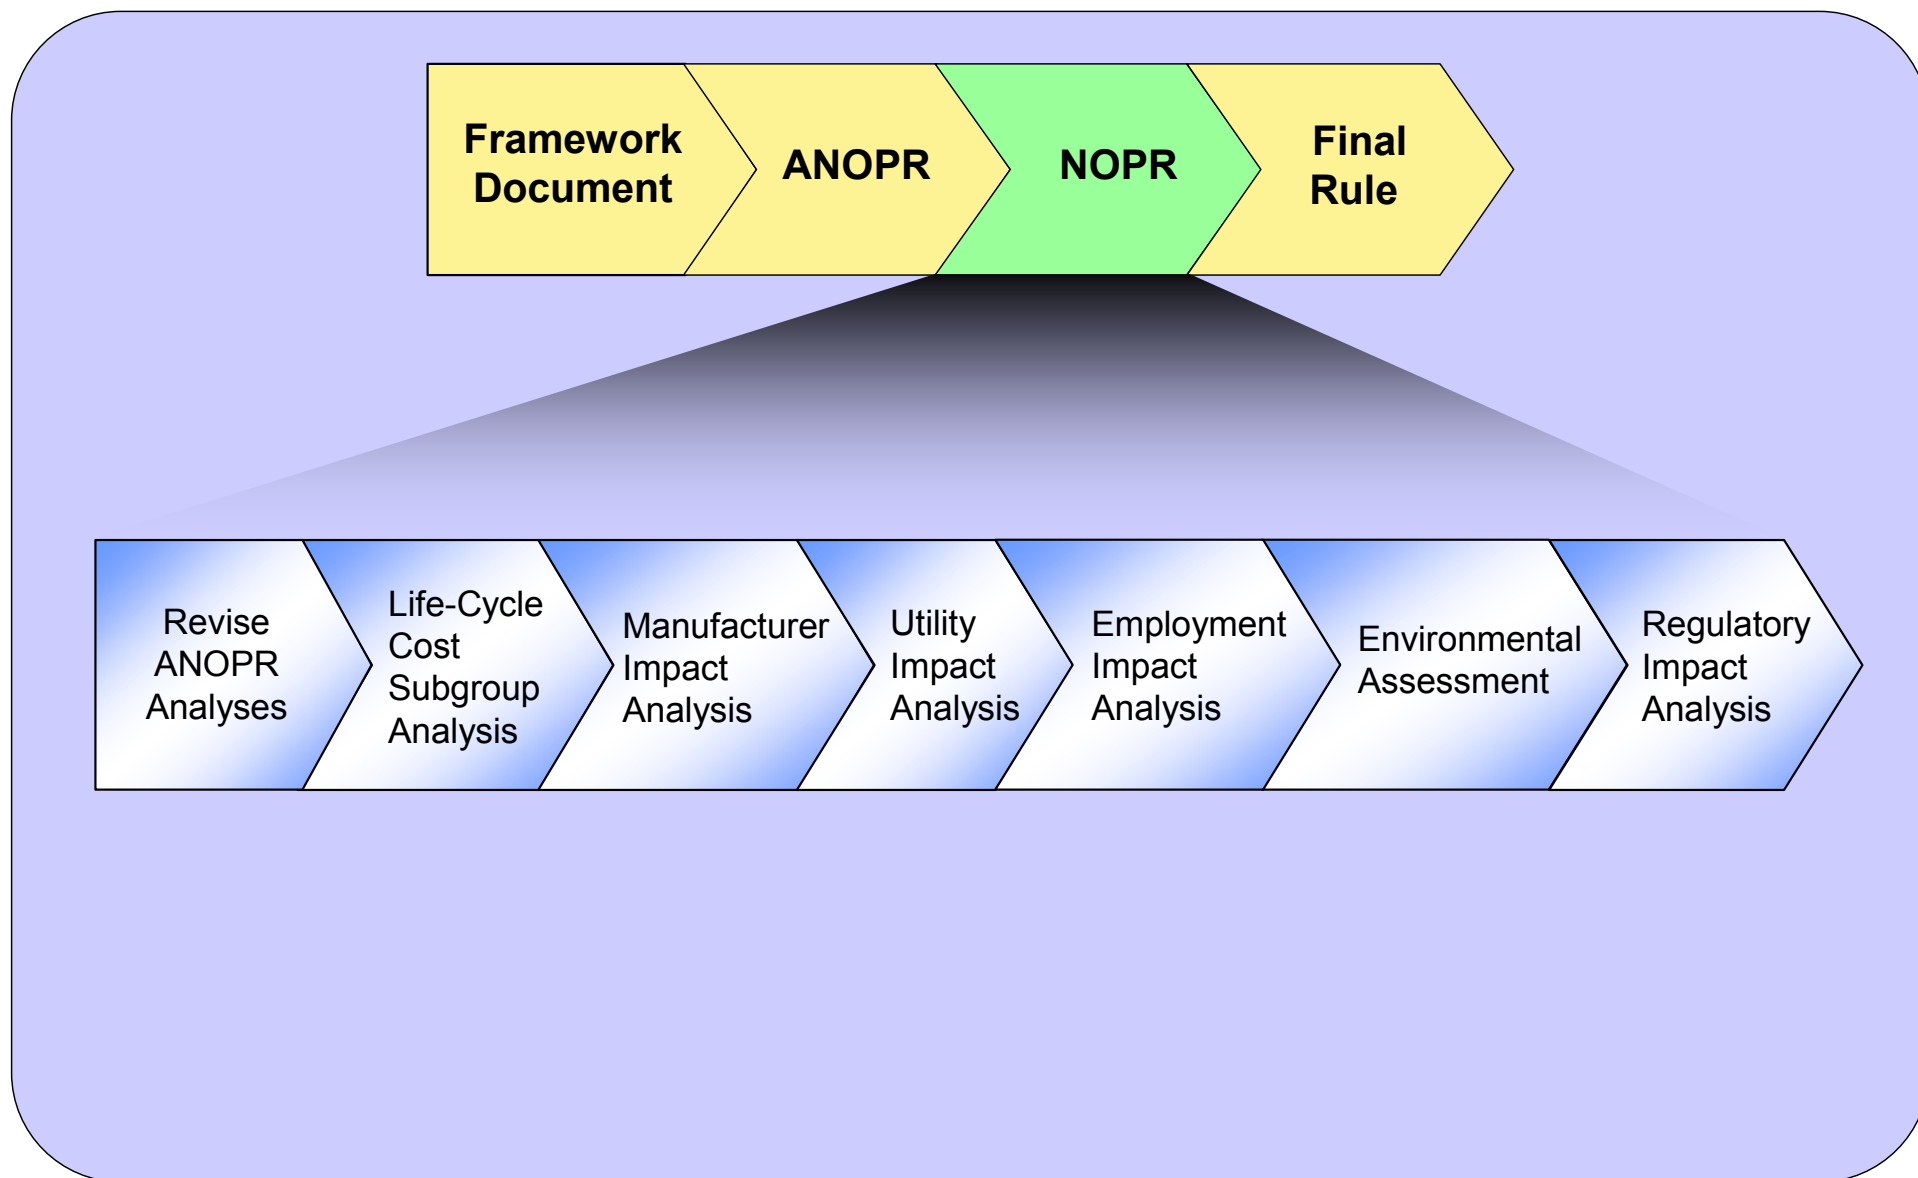 Framework
Document
ANOPR
NOPR
Final
Rule
Revise
ANOPR
Analyses
Life-Cycle
Cost
Subgroup
Analysis
Manufacturer
Impact
Analysis
Utility
Impact
Analysis
Employment
Impact
Analysis
Environmental
Assessment
Regulatory
Impact
Analysis